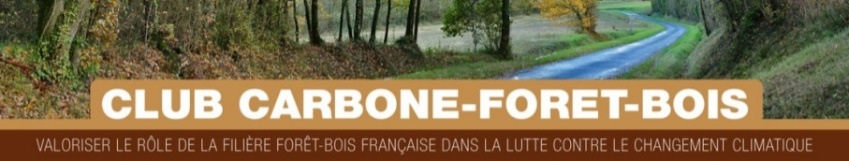 CLUB CARBONE-FORET-BOIS
VALORISER LE RÔLE DE LA FILIÈRE FORÊT-BOIS FRANÇAISE DANS LA LUTTE CONTRE LE CHANGEMENT CLIMATIQUE